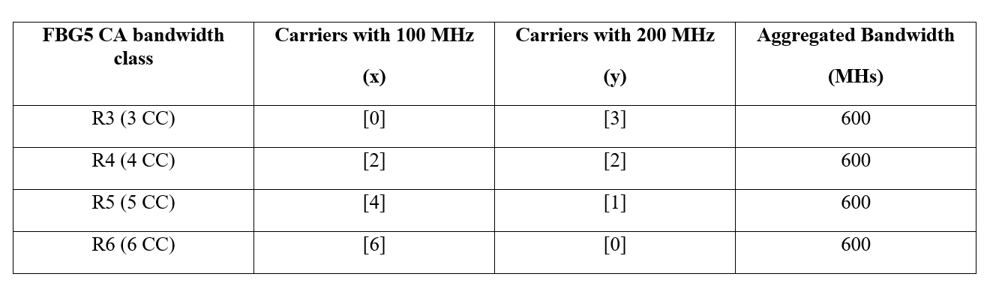 FBG5 CA bandwidth class
Carriers with 100 MHz (x)
Carriers with 200 MHz (y)
Aggregated Bandwidth (MHs)
R3 (3 CC) [0] [3] 600
R4 (4 CC) [2] [2] 600
R5 (5 CC) [4] [1] 600
R6 (6 CC) [6] [0] 600